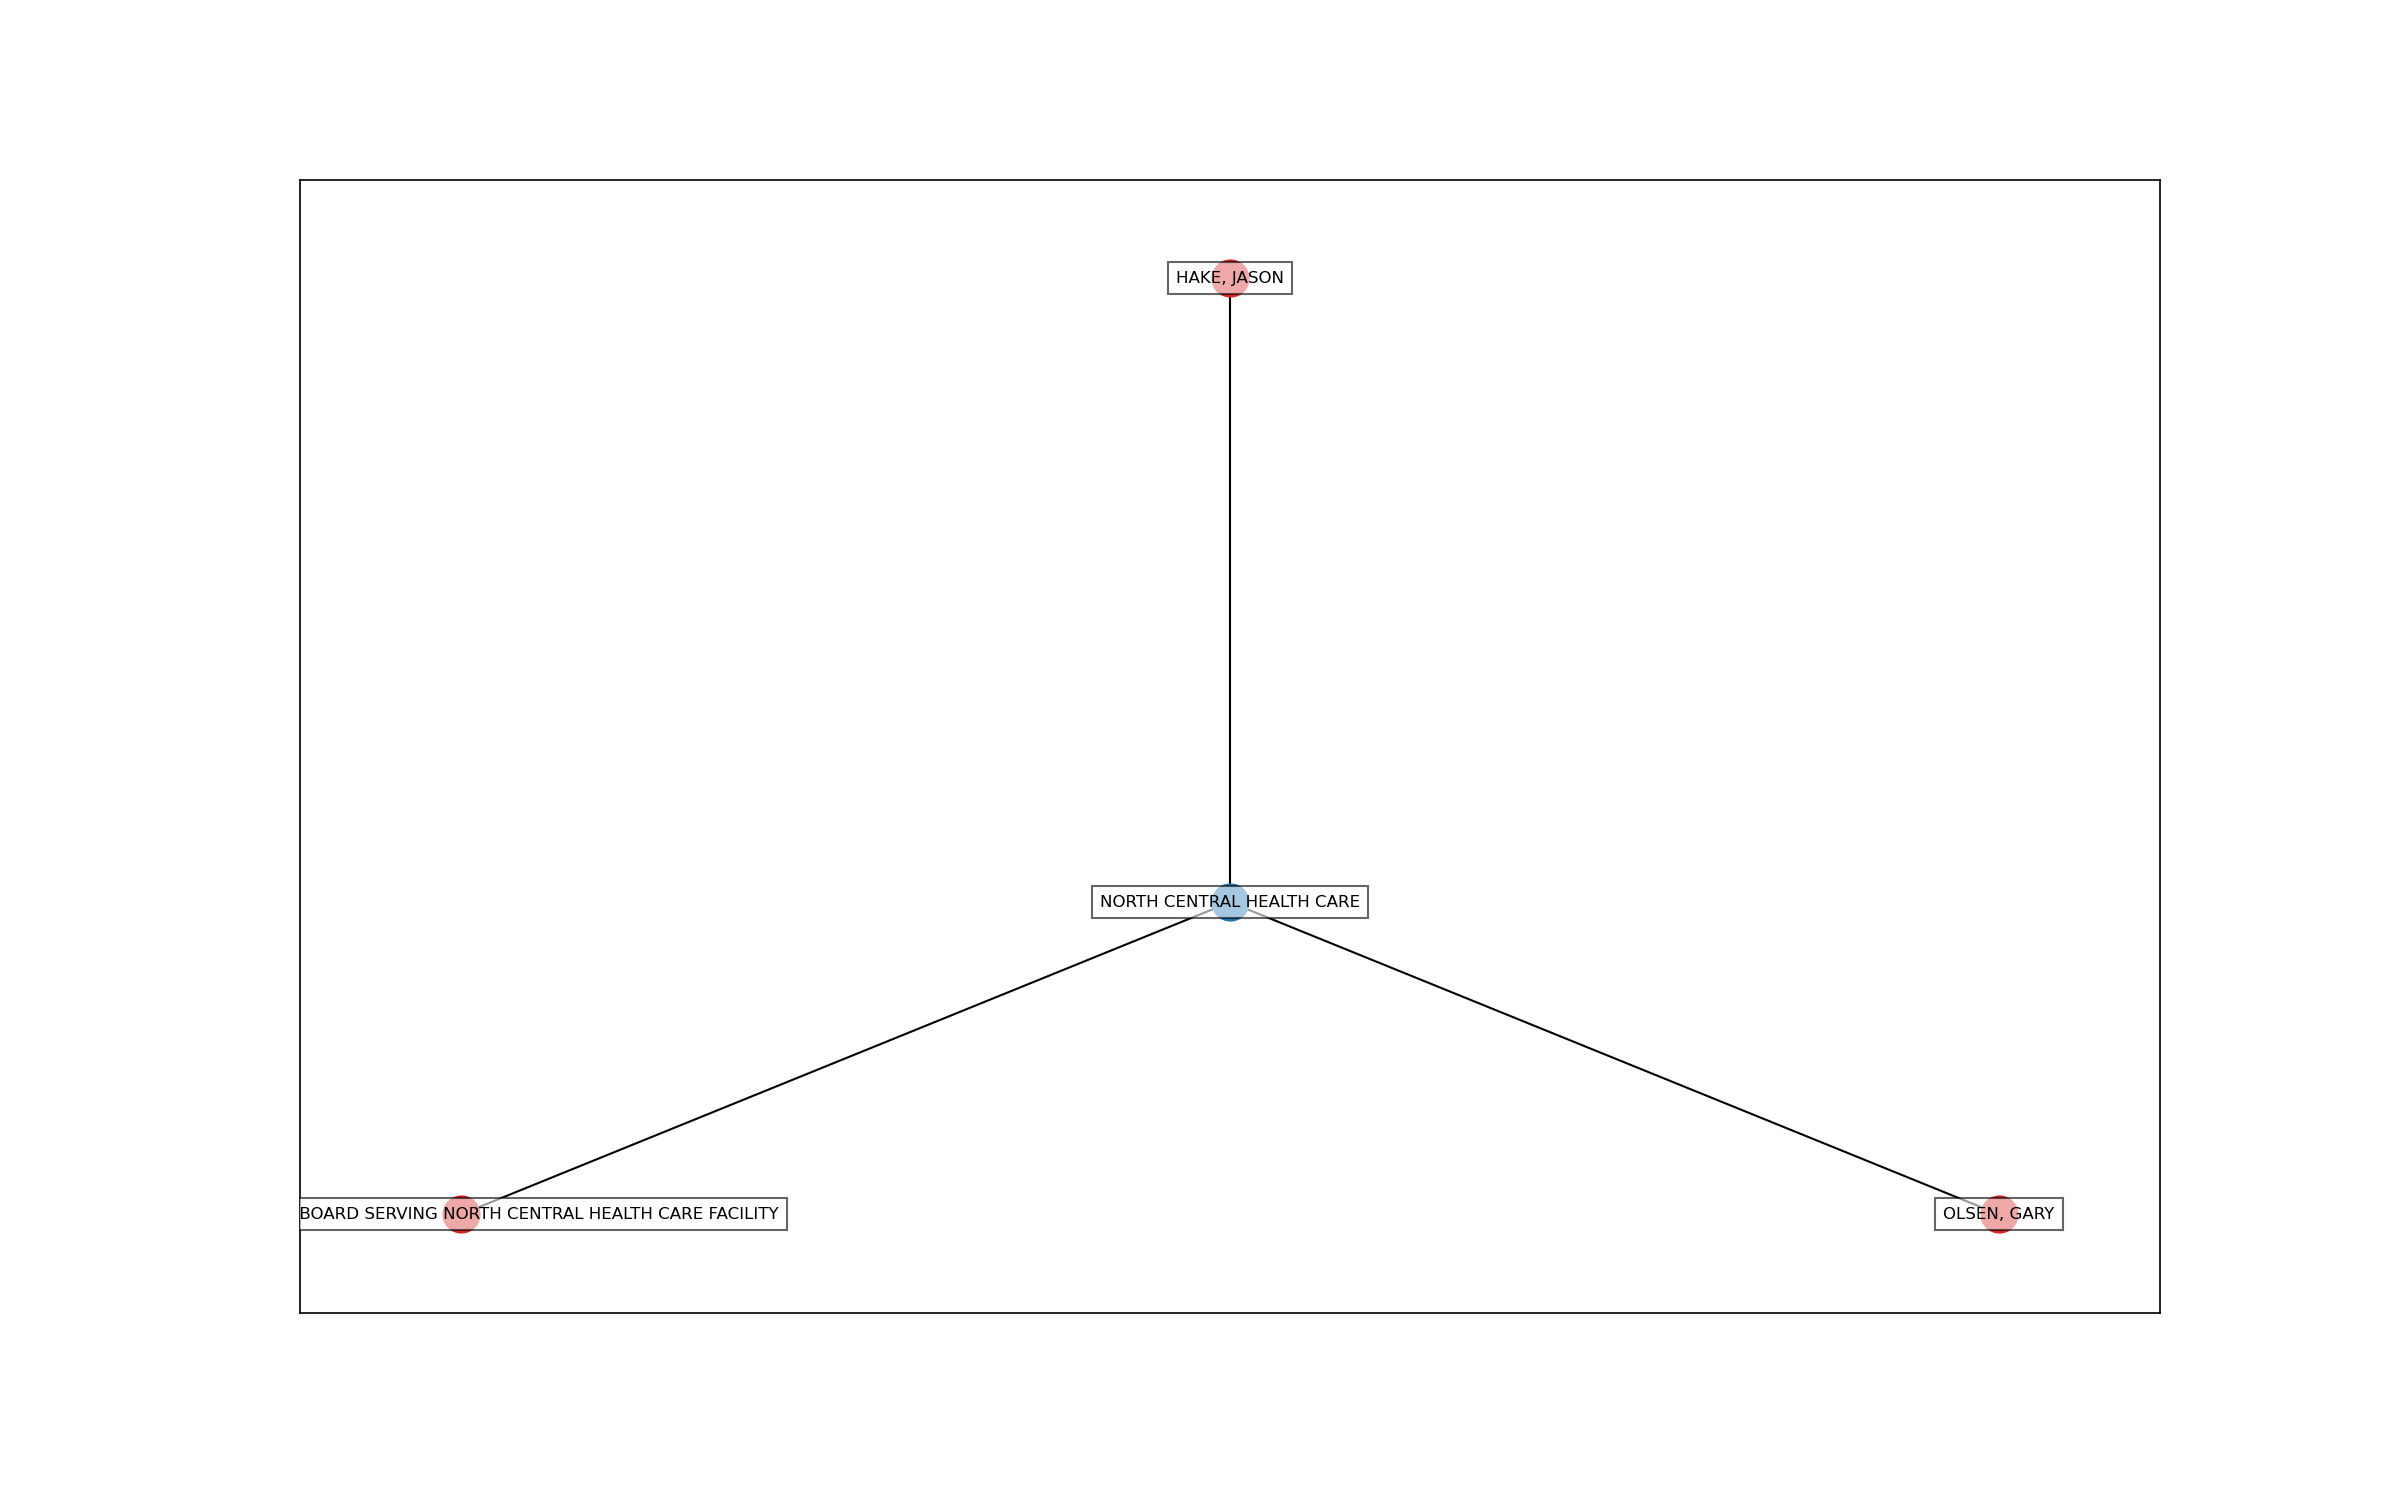 HAKE, JASON
NORTH CENTRAL HEALTH CARE
BOARD SERVING NORTH CENTRAL HEALTH CARE FACILITY
OLSEN, GARY